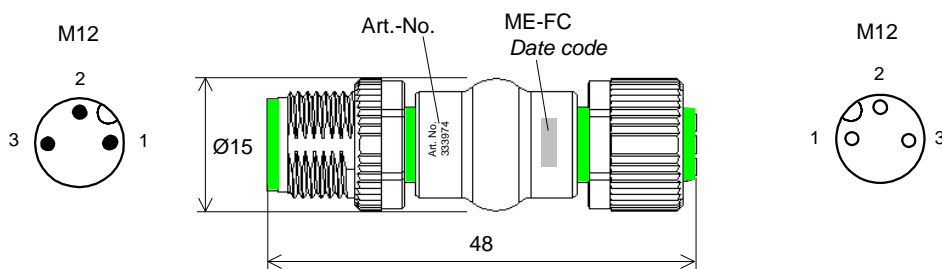 M12
2
3
1
Art.-No.
ME-FC
Date code
Ø15
Art. No.
333974
48
M12
2
1
3